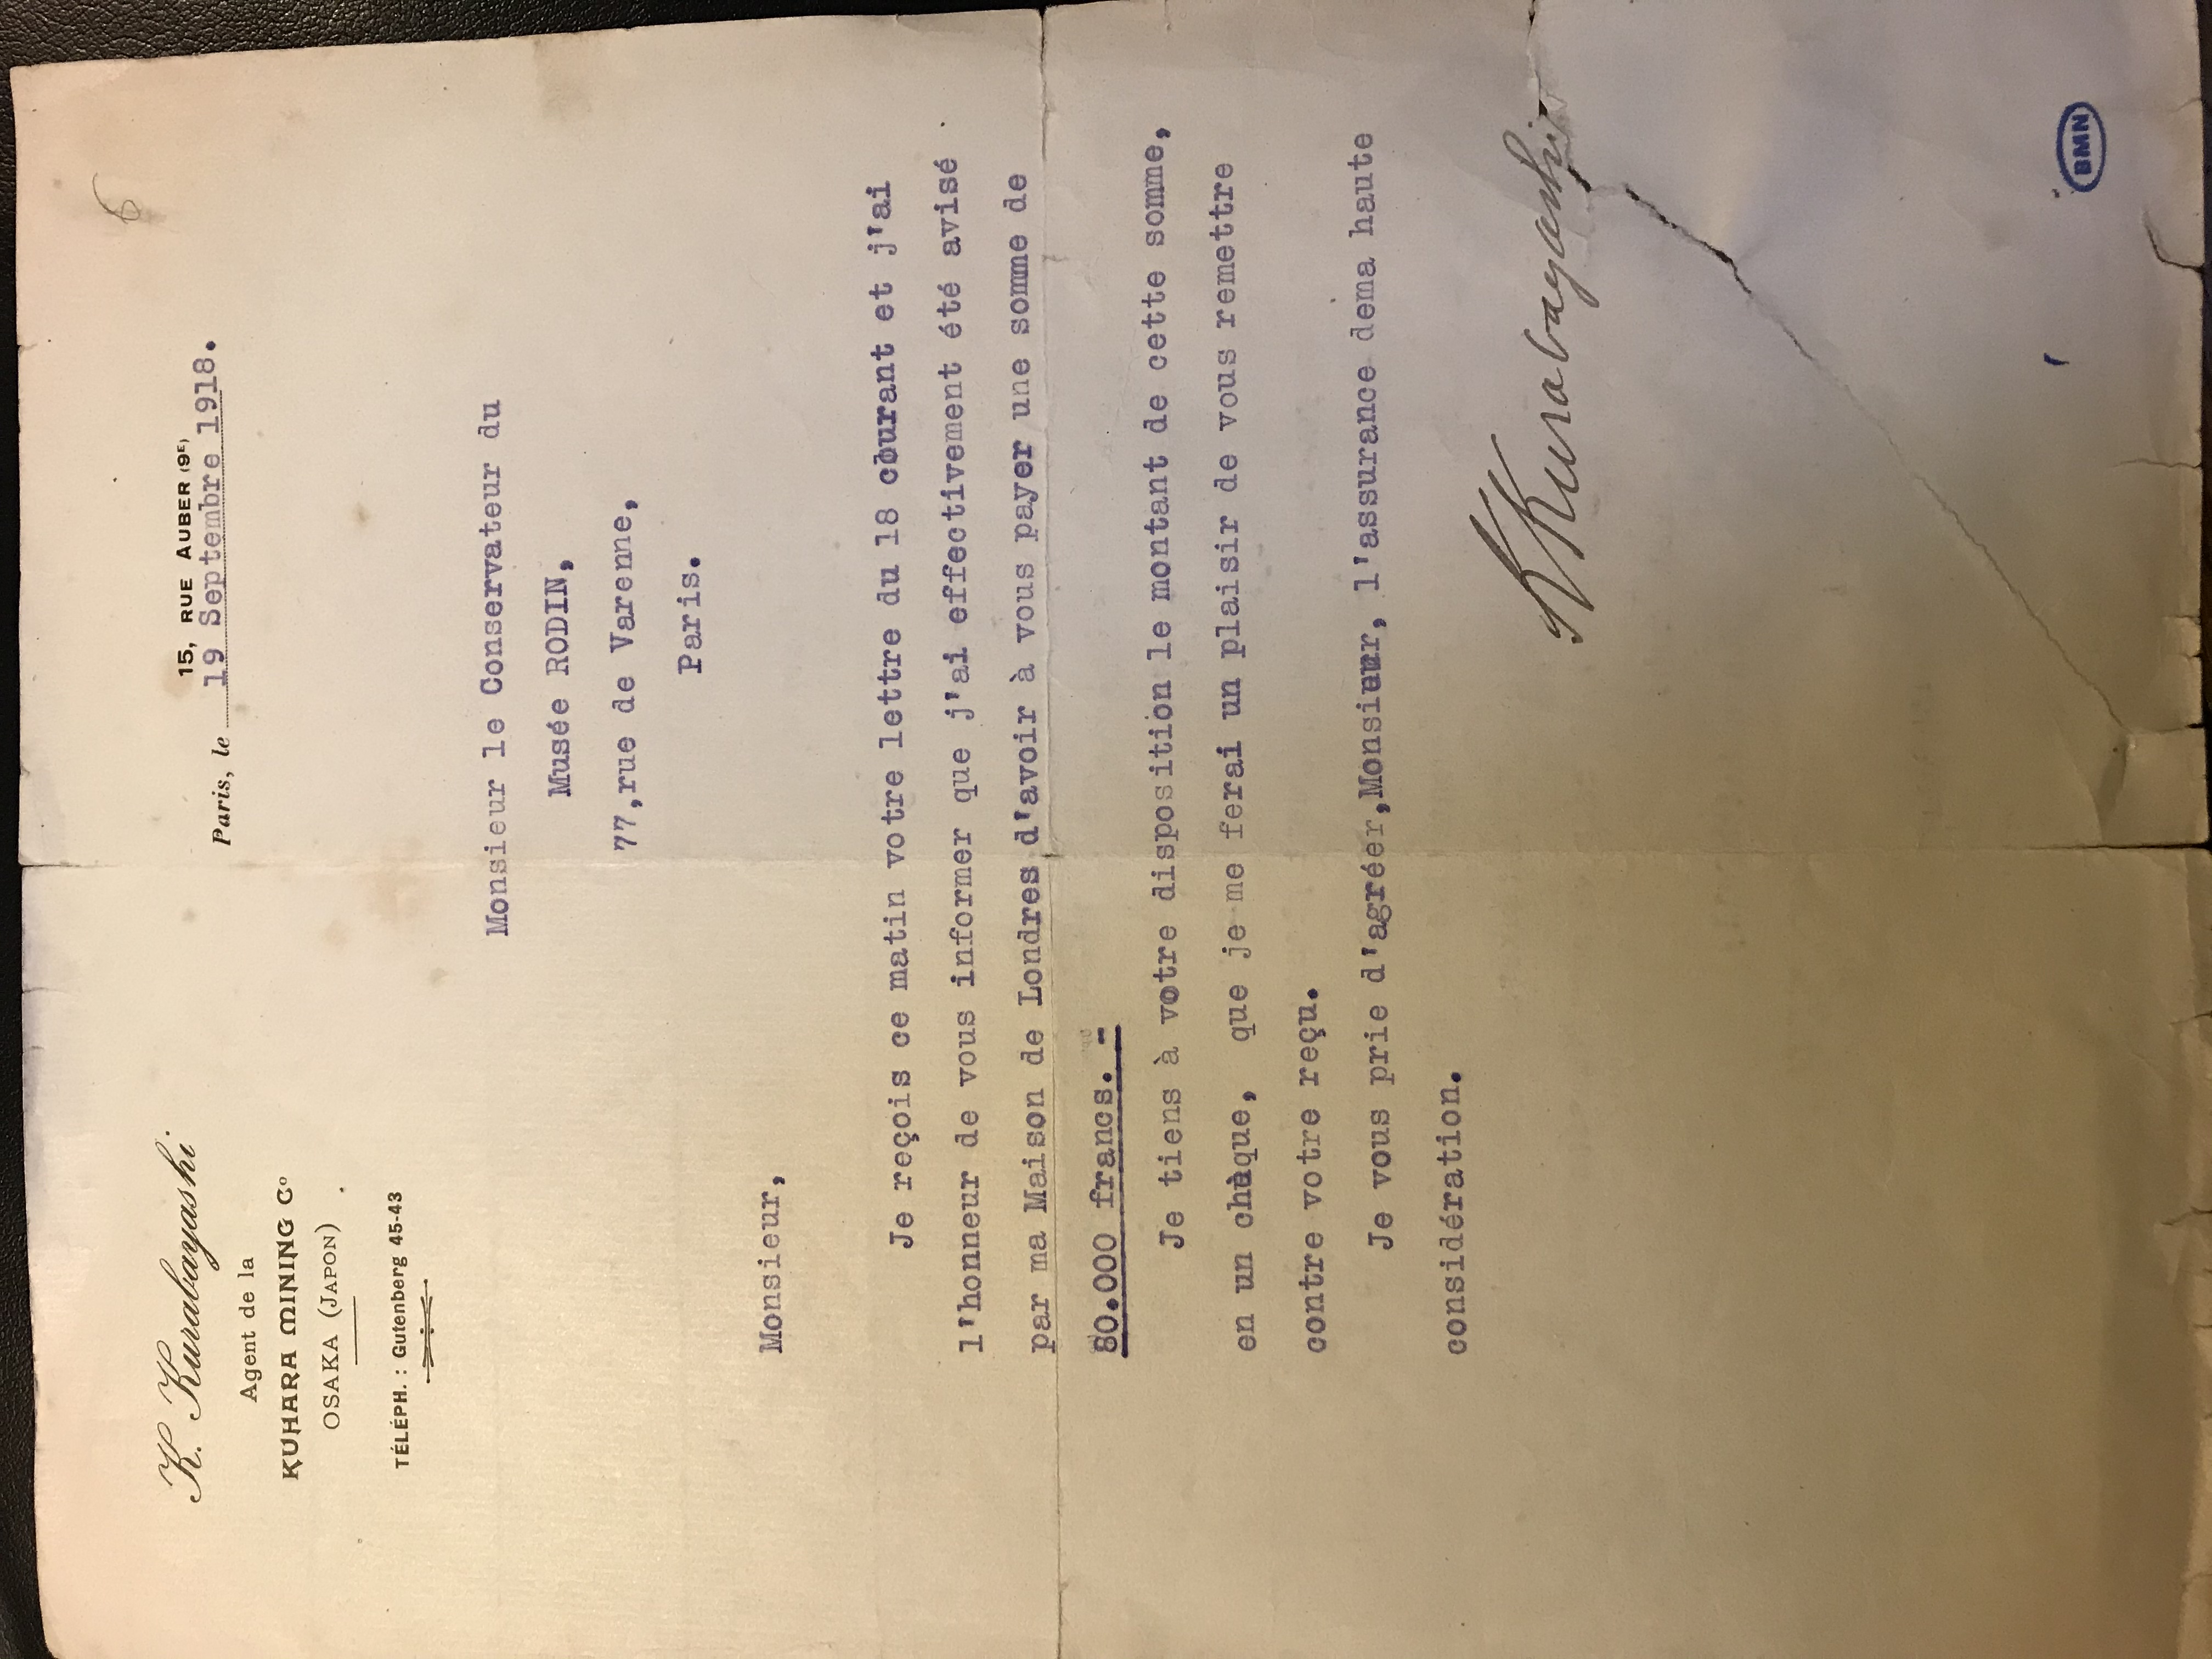 6
K. Kurabayashi
Agent de la
KUHARA MINING Cº
OSAKA (JAPON)
TÉLÉPH. : Gutenberg 45-43
15, RUE AUBER (9ᴱ)
Paris, le 19 Septembre 1918.
Monsieur le Conservateur du
Musée RODIN,
77,rue de Varenne,
Paris.
Monsieur,
Je reçois ce matin votre lettre du 18 courant et j'ai
l'honneur de vous informer que j'ai effectivement été avisé
par ma Maison de Londres d'avoir à vous payer une somme de
80.000 francs. -
Je tiens à votre disposition le montant de cette somme,
en un chèque, que je me ferai un plaisir de vous remettre
contre votre reçu.
Je vous prie d'agréer,Monsieur, l'assurance dema haute
considération.
KKurabayashi
BMN